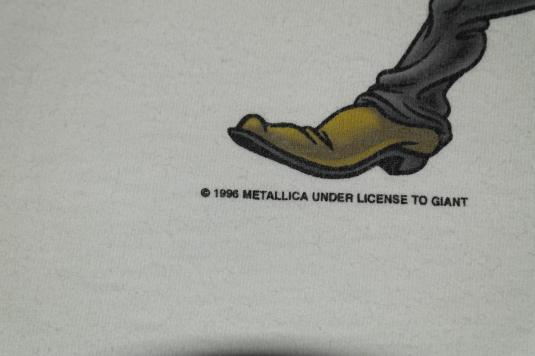 © 1996 METALLICA UNDER LICENSE TO GIANT